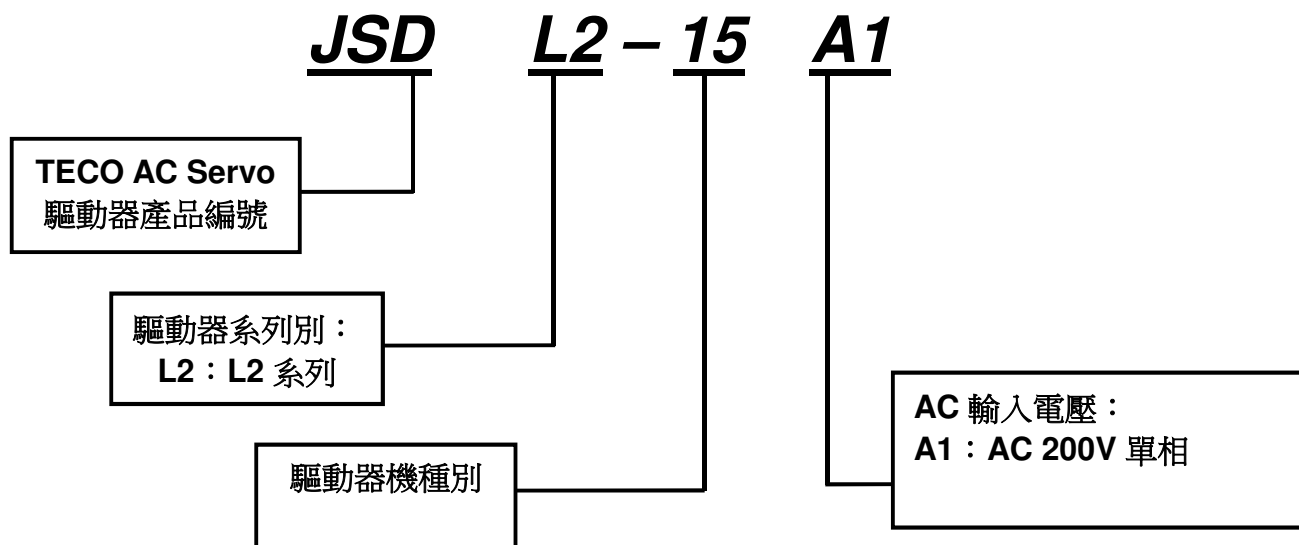 JSD L2 – 15 A1
TECO AC Servo
驅動器產品編號
驅動器系列別：
L2：L2 系列
驅動器機種別
AC 輸入電壓：
A1：AC 200V 單相